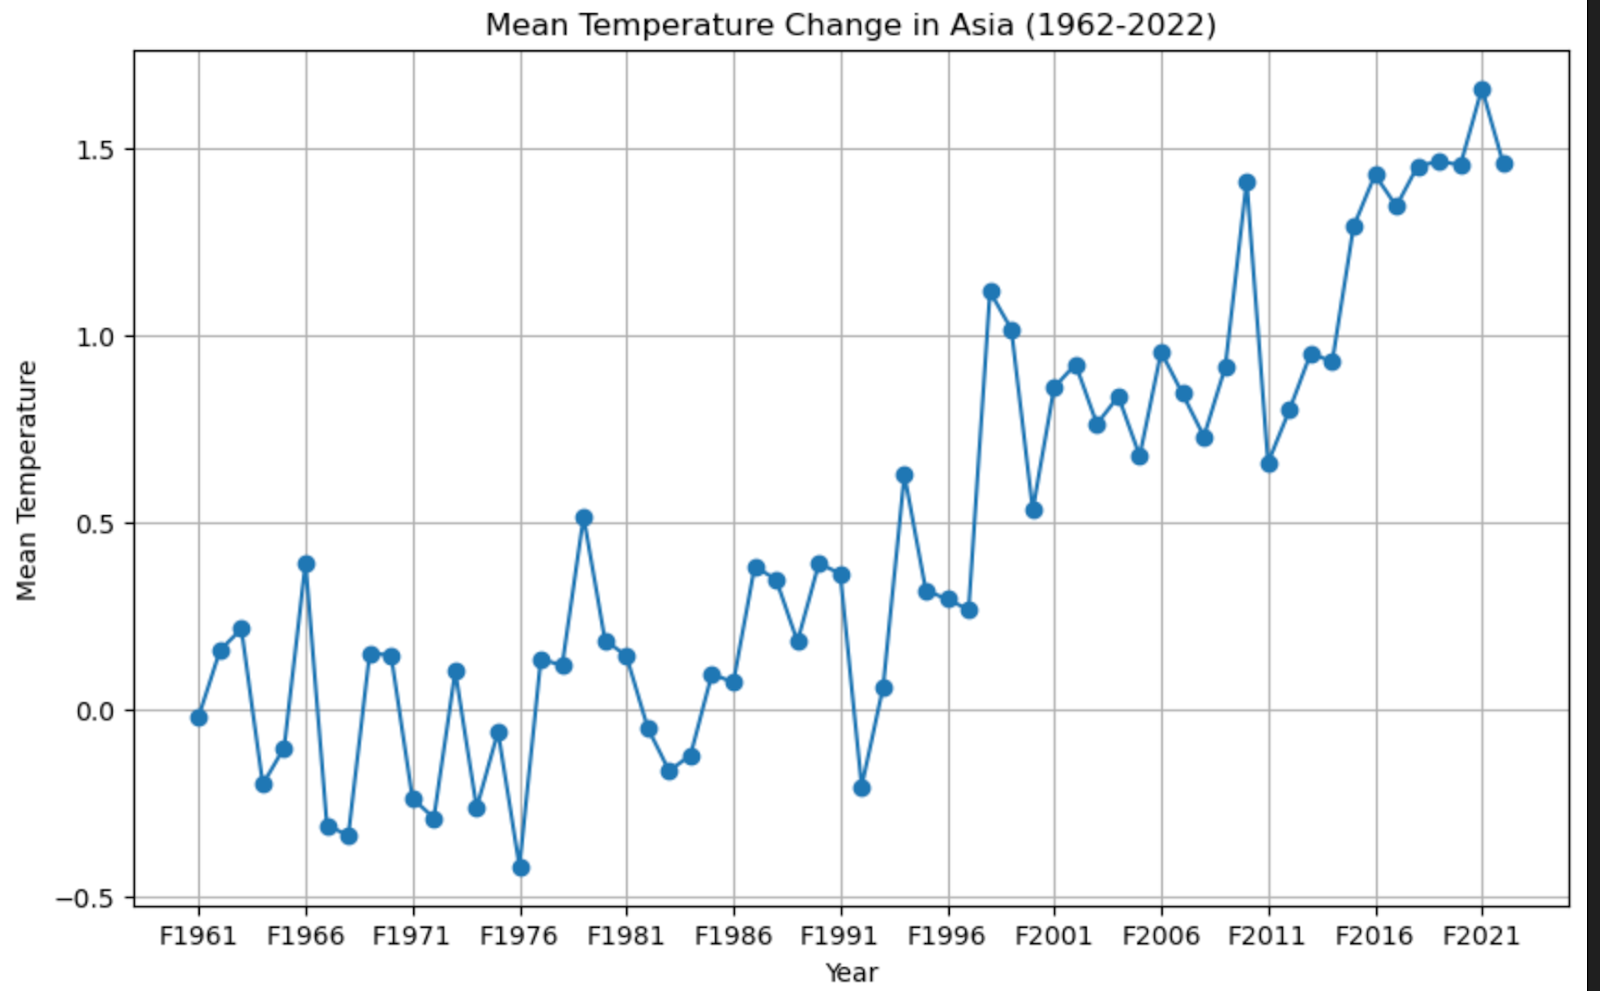 Mean Temperature Change in Asia (1962-2022)
Mean Temperature
1.5
1.0
0.5
0.0
−0.5
F1961 F1966 F1971 F1976 F1981 F1986 F1991 F1996 F2001 F2006 F2011 F2016 F2021
Year